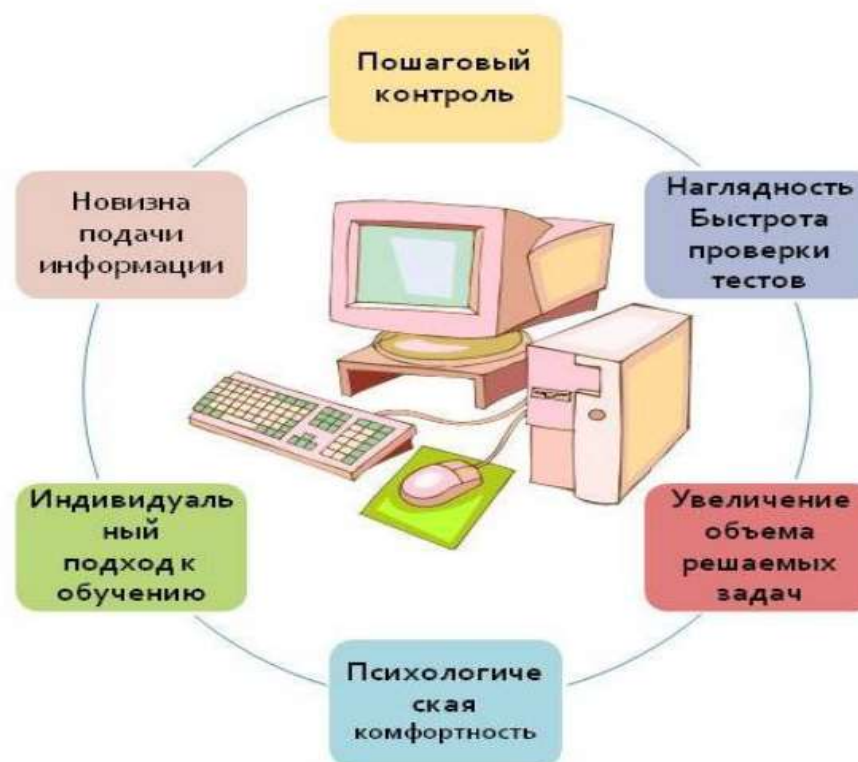 Пошаговый
контроль
Новизна
подачи
информации
Наглядность
Быстрота
проверки
тестов
Индивидуаль
ный
подход к
обучению
Увеличение
объема
решаемых
задач
Психологиче
ская
комфортность